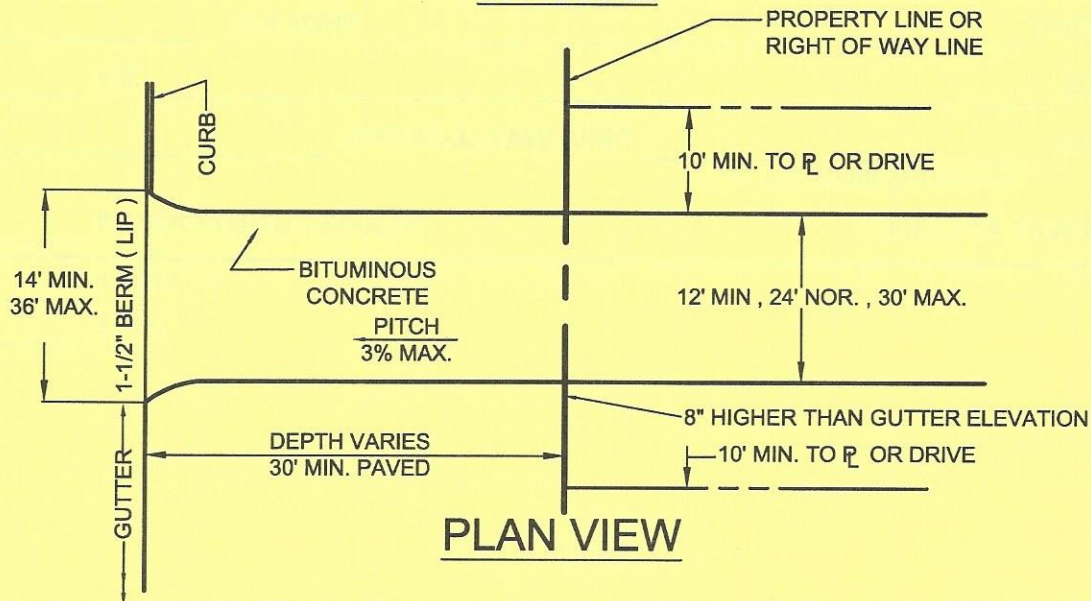 PROPERTY LINE OR
RIGHT OF WAY LINE
CURB
10' MIN. TO ⅊ OR DRIVE
14' MIN.
36' MAX.
1-1/2" BERM ( LIP )
BITUMINOUS
CONCRETE
PITCH
3% MAX.
12' MIN , 24' NOR. , 30' MAX.
8" HIGHER THAN GUTTER ELEVATION
DEPTH VARIES
30' MIN. PAVED
10' MIN. TO ⅊ OR DRIVE
GUTTER
PLAN VIEW